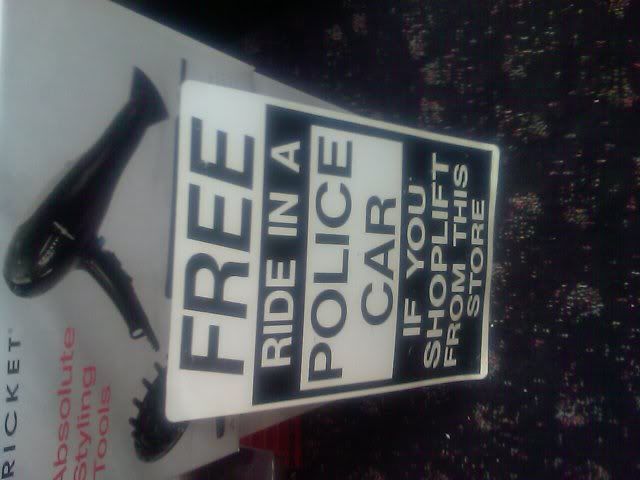 FREE
RIDE IN A
POLICE
CAR
IF YOU
SHOPLIFT
FROM THIS
STORE
RICKET
Absolute
Styling
Tools